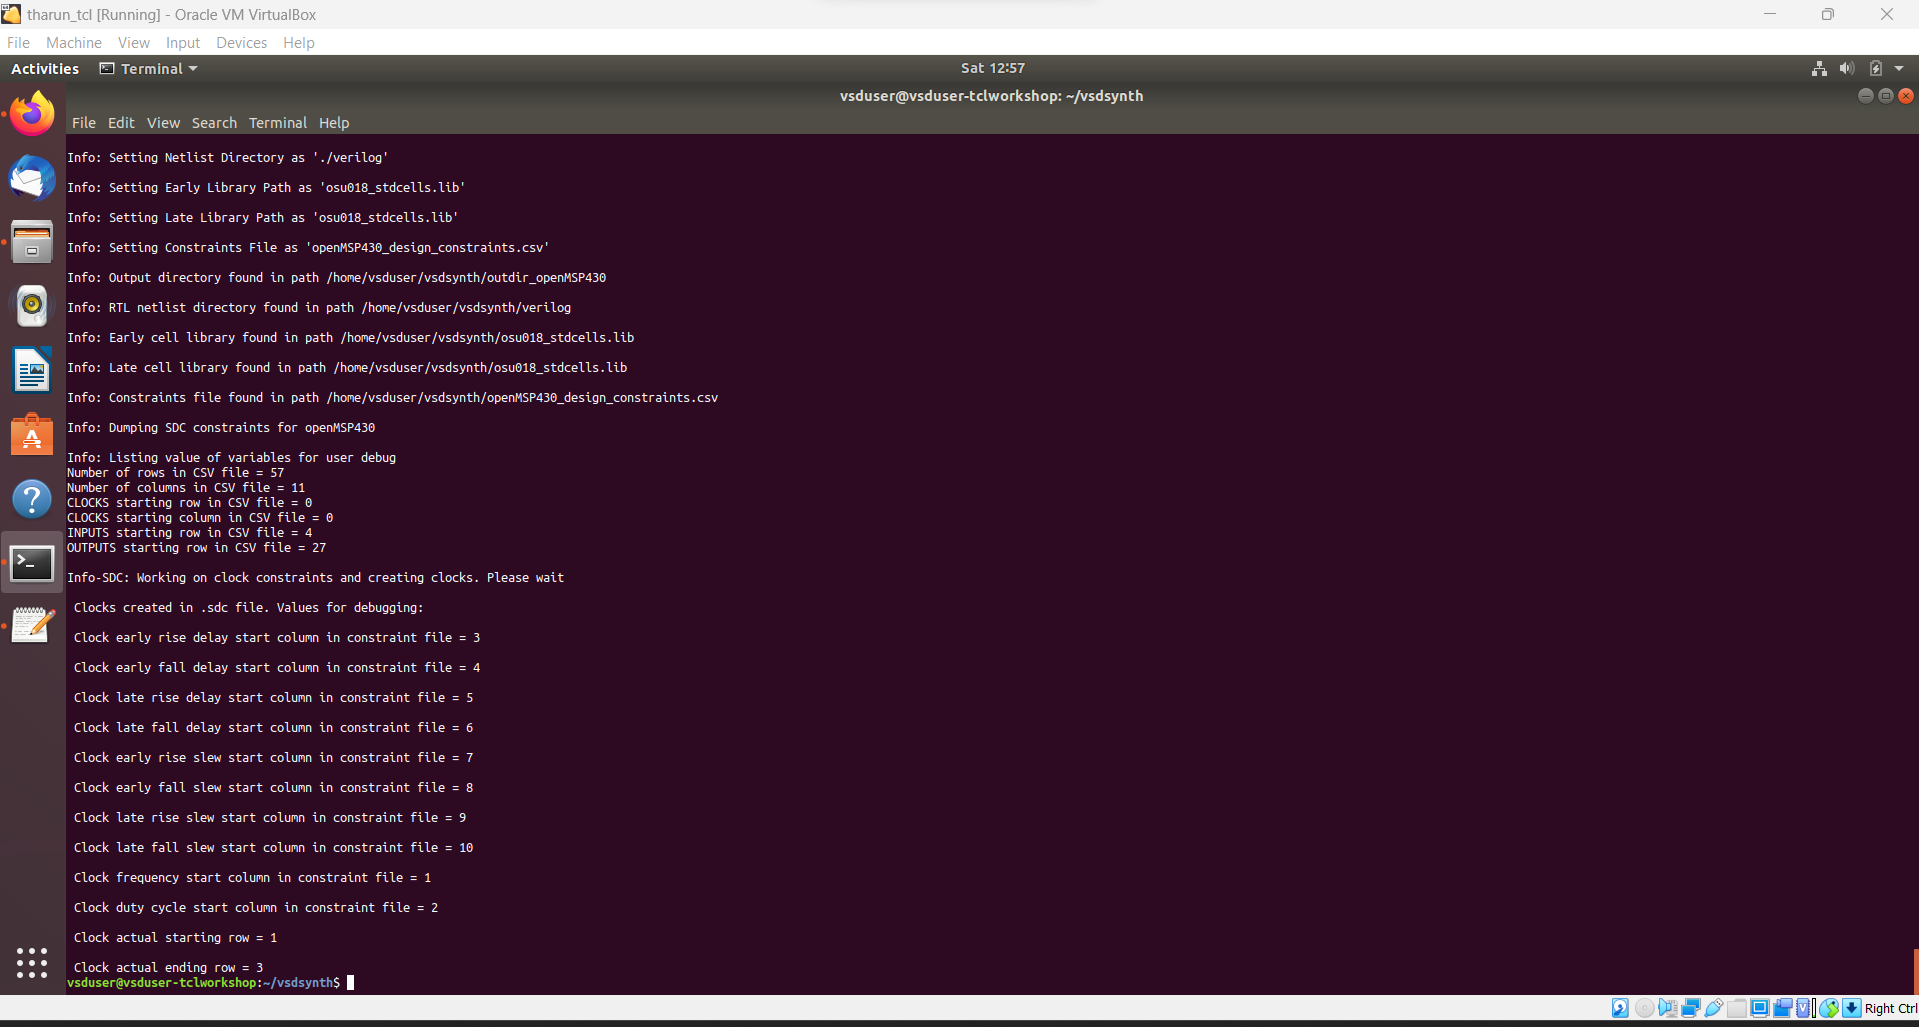 tharun_tcl [Running] - Oracle VM VirtualBox
File Machine View Input Devices Help
Activities Terminal Sat 12:57
vsduser@vsduser-tclworkshop: ~/vsdsynth
File Edit View Search Terminal Help
Info: Setting Netlist Directory as './verilog'
Info: Setting Early Library Path as 'osu018_stdcells.lib'
Info: Setting Late Library Path as 'osu018_stdcells.lib'
Info: Setting Constraints File as 'openMSP430_design_constraints.csv'
Info: Output directory found in path /home/vsduser/vsdsynth/outdir_openMSP430
Info: RTL netlist directory found in path /home/vsduser/vsdsynth/verilog
Info: Early cell library found in path /home/vsduser/vsdsynth/osu018_stdcells.lib
Info: Late cell library found in path /home/vsduser/vsdsynth/osu018_stdcells.lib
Info: Constraints file found in path /home/vsduser/vsdsynth/openMSP430_design_constraints.csv
Info: Dumping SDC constraints for openMSP430
Info: Listing value of variables for user debug
Number of rows in CSV file = 57
Number of columns in CSV file = 11
CLOCKS starting row in CSV file = 0
CLOCKS starting column in CSV file = 0
INPUTS starting row in CSV file = 4
OUTPUTS starting row in CSV file = 27
Info-SDC: Working on clock constraints and creating clocks. Please wait
Clocks created in .sdc file. Values for debugging:
Clock early rise delay start column in constraint file = 3
Clock early fall delay start column in constraint file = 4
Clock late rise delay start column in constraint file = 5
Clock late fall delay start column in constraint file = 6
Clock early rise slew start column in constraint file = 7
Clock early fall slew start column in constraint file = 8
Clock late rise slew start column in constraint file = 9
Clock late fall slew start column in constraint file = 10
Clock frequency start column in constraint file = 1
Clock duty cycle start column in constraint file = 2
Clock actual starting row = 1
Clock actual ending row = 3
vsduser@vsduser-tclworkshop:~/vsdsynth$
Right Ctrl